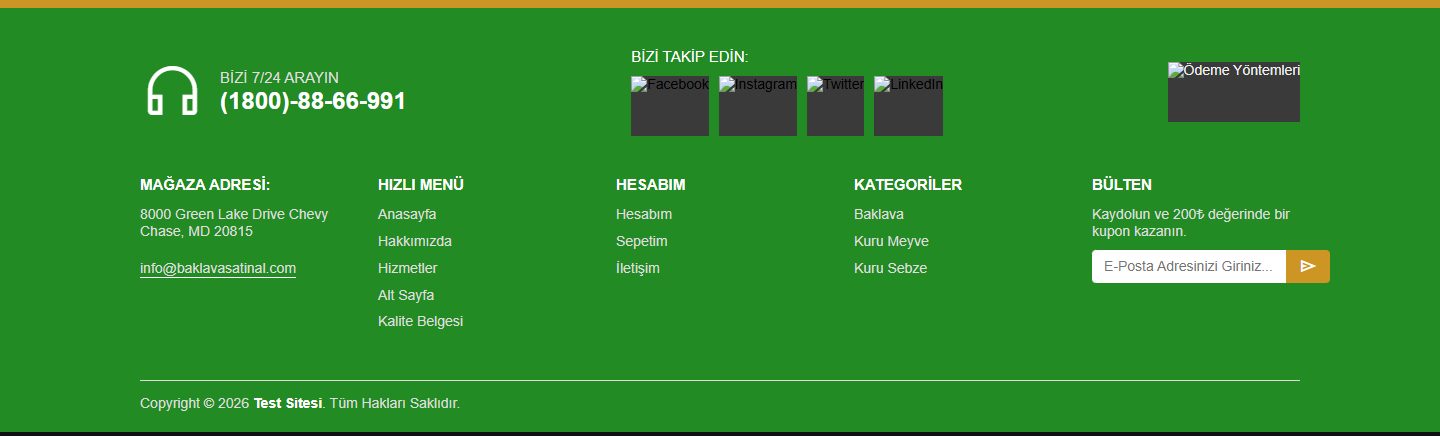 BİZİ 7/24 ARAYIN
(1800)-88-66-991
BİZİ TAKİP EDİN:
Facebook
Instagram
Twitter
LinkedIn
Ödeme Yöntemleri
MAĞAZA ADRESİ:
8000 Green Lake Drive Chevy
Chase, MD 20815
info@baklavasatinal.com
HIZLI MENÜ
Anasayfa
Hakkımızda
Hizmetler
Alt Sayfa
Kalite Belgesi
HESABIM
Hesabım
Sepetim
İletişim
KATEGORİLER
Baklava
Kuru Meyve
Kuru Sebze
BÜLTEN
Kaydolun ve 200₺ değerinde bir
kupon kazanın.
E-Posta Adresinizi Giriniz...
Copyright © 2026 Test Sitesi. Tüm Hakları Saklıdır.